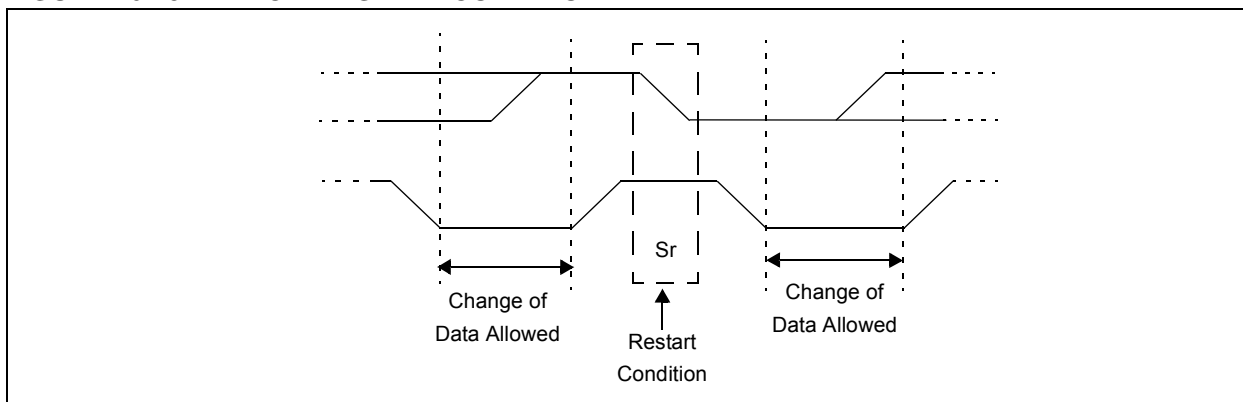 Sr
Change of
Data Allowed
Restart
Condition
Change of
Data Allowed